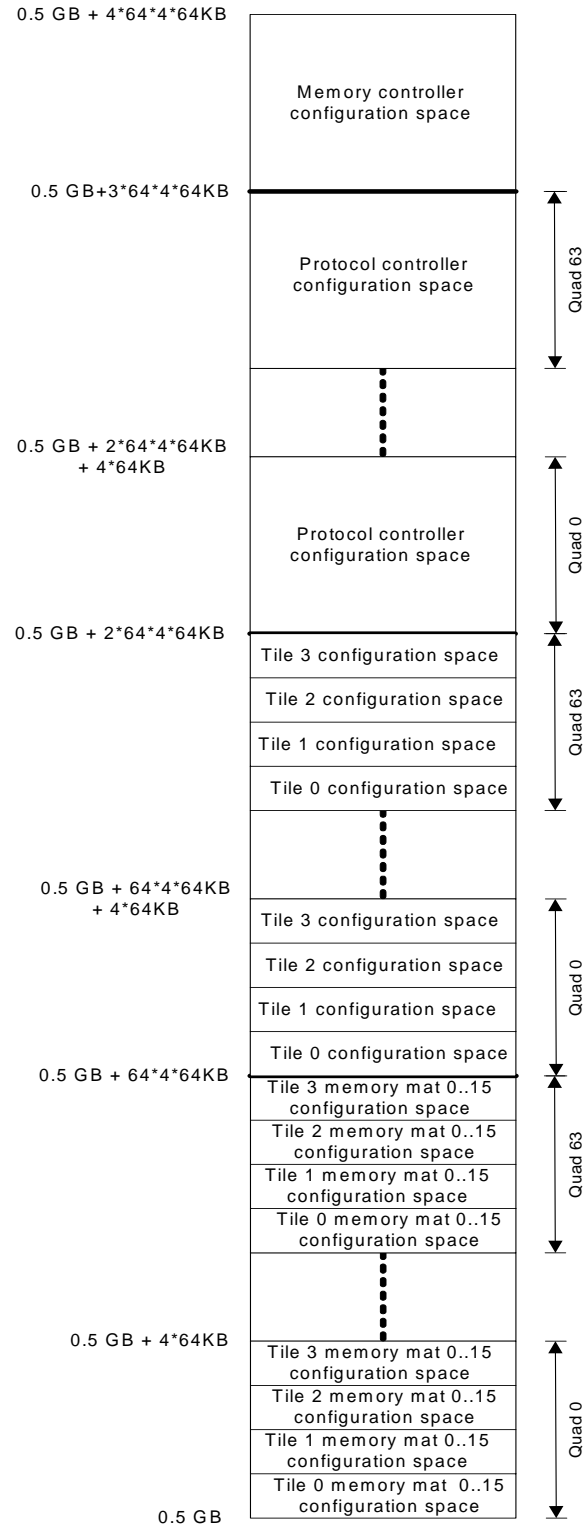 0.5 GB + 4*64*4*64KB
Memory controller
configuration space
0.5 GB+3*64*4*64KB
Protocol controller
configuration space
Quad 63
0.5 GB + 2*64*4*64KB
+ 4*64KB
Protocol controller
configuration space
Quad 0
0.5 GB + 2*64*4*64KB
Tile 3 configuration space
Tile 2 configuration space
Tile 1 configuration space
Tile 0 configuration space
Quad 63
0.5 GB + 64*4*64KB
+ 4*64KB
Tile 3 configuration space
Tile 2 configuration space
Tile 1 configuration space
Tile 0 configuration space
Quad 0
0.5 GB + 64*4*64KB
Tile 3 memory mat 0..15
configuration space
Tile 2 memory mat 0..15
configuration space
Tile 1 memory mat 0..15
configuration space
Tile 0 memory mat 0..15
configuration space
Quad 63
0.5 GB + 4*64KB
Tile 3 memory mat 0..15
configuration space
Tile 2 memory mat 0..15
configuration space
Tile 1 memory mat 0..15
configuration space
Tile 0 memory mat 0..15
configuration space
Quad 0
0.5 GB